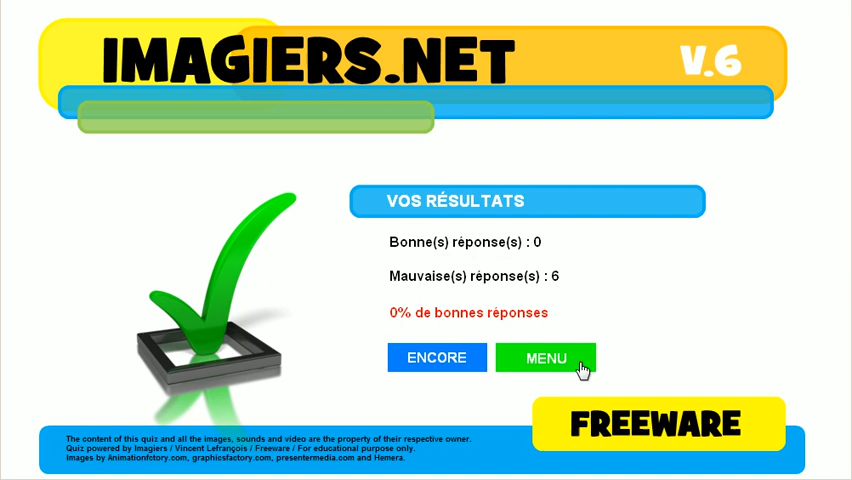 IMAGIERS.NET
V.6
VOS RÉSULTATS
Bonne(s) réponse(s) : 0
Mauvaise(s) réponse(s) : 6
0% de bonnes réponses
ENCORE
MENU
FREEWARE
The content of this quiz and all the images, sounds and video are the property of their respective owner.
Quiz powered by Imagiers / Vincent Lefrançois / Freeware / For educational purpose only.
Images by Animationfctory.com, graphicsfactory.com, presentermedia.com and Hemera.